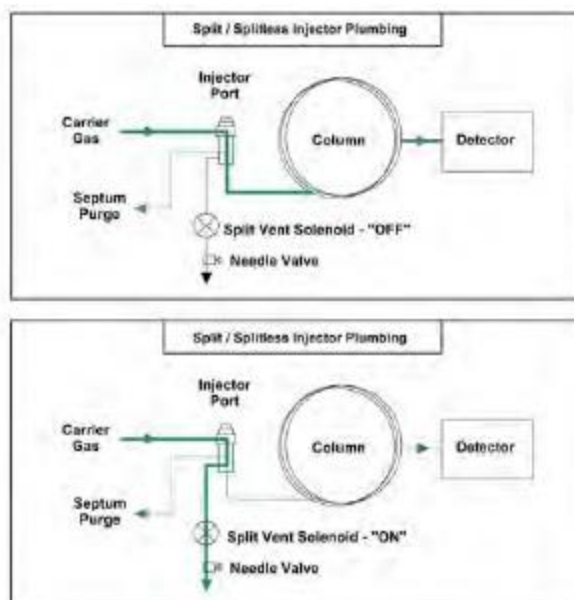 Split / Splitless Injector Plumbing
Injector
Port
Carrier
Gas
Column
Detector
Septum
Purge
Split Vent Solenoid - "OFF"
Needle Valve
Split / Splitless Injector Plumbing
Injector
Port
Carrier
Gas
Column
Detector
Septum
Purge
Split Vent Solenoid - "ON"
Needle Valve